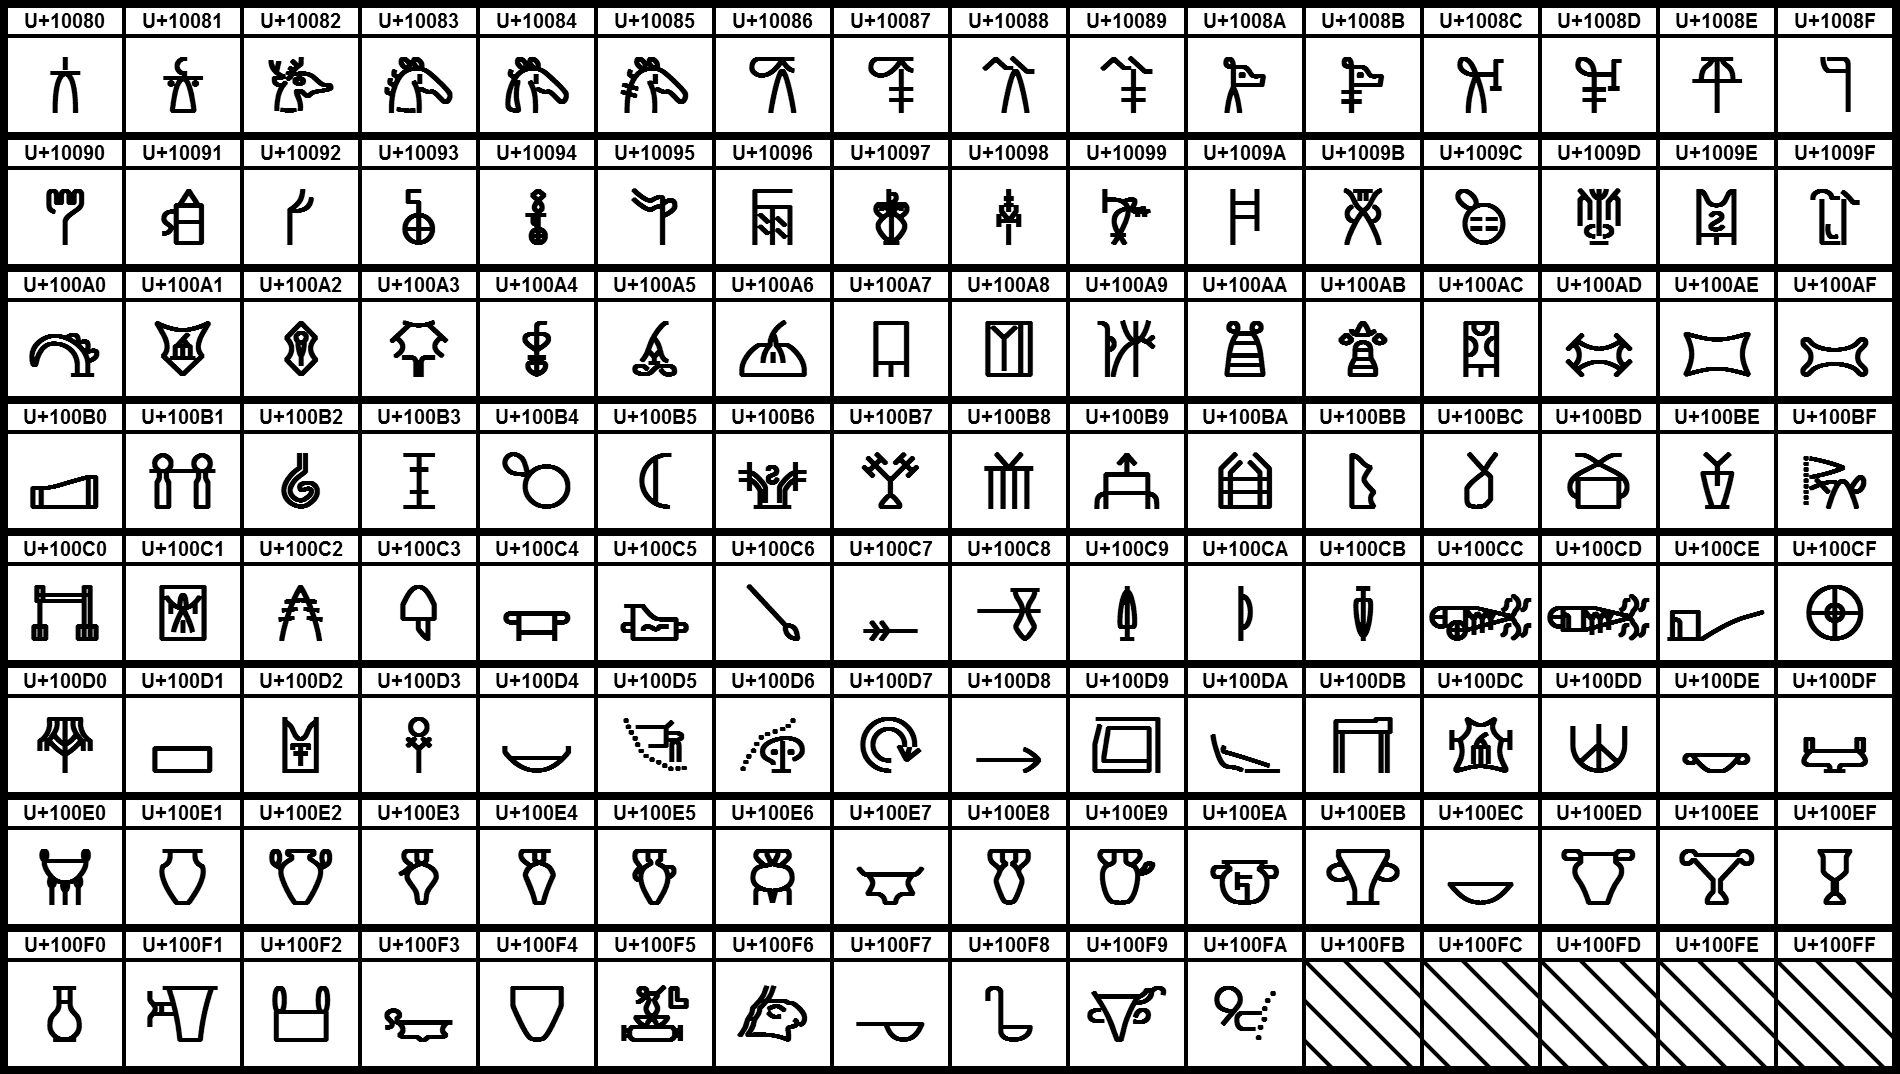 U+10080 U+10081 U+10082 U+10083 U+10084 U+10085 U+10086 U+10087 U+10088 U+10089 U+1008A U+1008B U+1008C U+1008D U+1008E U+1008F
𐂀 𐂁 𐂂 𐂃 𐂄 𐂅 𐂆 𐂇 𐂈 𐂉 𐂊 𐂋 𐂌 𐂍 𐂎 𐂏
U+10090 U+10091 U+10092 U+10093 U+10094 U+10095 U+10096 U+10097 U+10098 U+10099 U+1009A U+1009B U+1009C U+1009D U+1009E U+1009F
𐂐 𐂑 𐂒 𐂓 𐂔 𐂕 𐂖 𐂗 𐂘 𐂙 𐂚 𐂛 𐂜 𐂝 𐂞 𐂟
U+100A0 U+100A1 U+100A2 U+100A3 U+100A4 U+100A5 U+100A6 U+100A7 U+100A8 U+100A9 U+100AA U+100AB U+100AC U+100AD U+100AE U+100AF
𐂠 𐂡 𐂢 𐂣 𐂤 𐂥 𐂦 𐂧 𐂨 𐂩 𐂪 𐂫 𐂬 𐂭 𐂮 𐂯
U+100B0 U+100B1 U+100B2 U+100B3 U+100B4 U+100B5 U+100B6 U+100B7 U+100B8 U+100B9 U+100BA U+100BB U+100BC U+100BD U+100BE U+100BF
𐂰 𐂱 𐂲 𐂳 𐂴 𐂵 𐂶 𐂷 𐂸 𐂹 𐂺 𐂻 𐂼 𐂽 𐂾 𐂿
U+100C0 U+100C1 U+100C2 U+100C3 U+100C4 U+100C5 U+100C6 U+100C7 U+100C8 U+100C9 U+100CA U+100CB U+100CC U+100CD U+100CE U+100CF
𐃀 𐃁 𐃂 𐃃 𐃄 𐃅 𐃆 𐃇 𐃈 𐃉 𐃊 𐃋 𐃌 𐃍 𐃎 𐃏
U+100D0 U+100D1 U+100D2 U+100D3 U+100D4 U+100D5 U+100D6 U+100D7 U+100D8 U+100D9 U+100DA U+100DB U+100DC U+100DD U+100DE U+100DF
𐃐 𐃑 𐃒 𐃓 𐃔 𐃕 𐃖 𐃗 𐃘 𐃙 𐃚 𐃛 𐃜 𐃝 𐃞 𐃟
U+100E0 U+100E1 U+100E2 U+100E3 U+100E4 U+100E5 U+100E6 U+100E7 U+100E8 U+100E9 U+100EA U+100EB U+100EC U+100ED U+100EE U+100EF
𐃠 𐃡 𐃢 𐃣 𐃤 𐃥 𐃦 𐃧 𐃨 𐃩 𐃪 𐃫 𐃬 𐃭 𐃮 𐃯
U+100F0 U+100F1 U+100F2 U+100F3 U+100F4 U+100F5 U+100F6 U+100F7 U+100F8 U+100F9 U+100FA U+100FB U+100FC U+100FD U+100FE U+100FF
𐃰 𐃱 𐃲 𐃳 𐃴 𐃵 𐃶 𐃷 𐃸 𐃹 𐃺